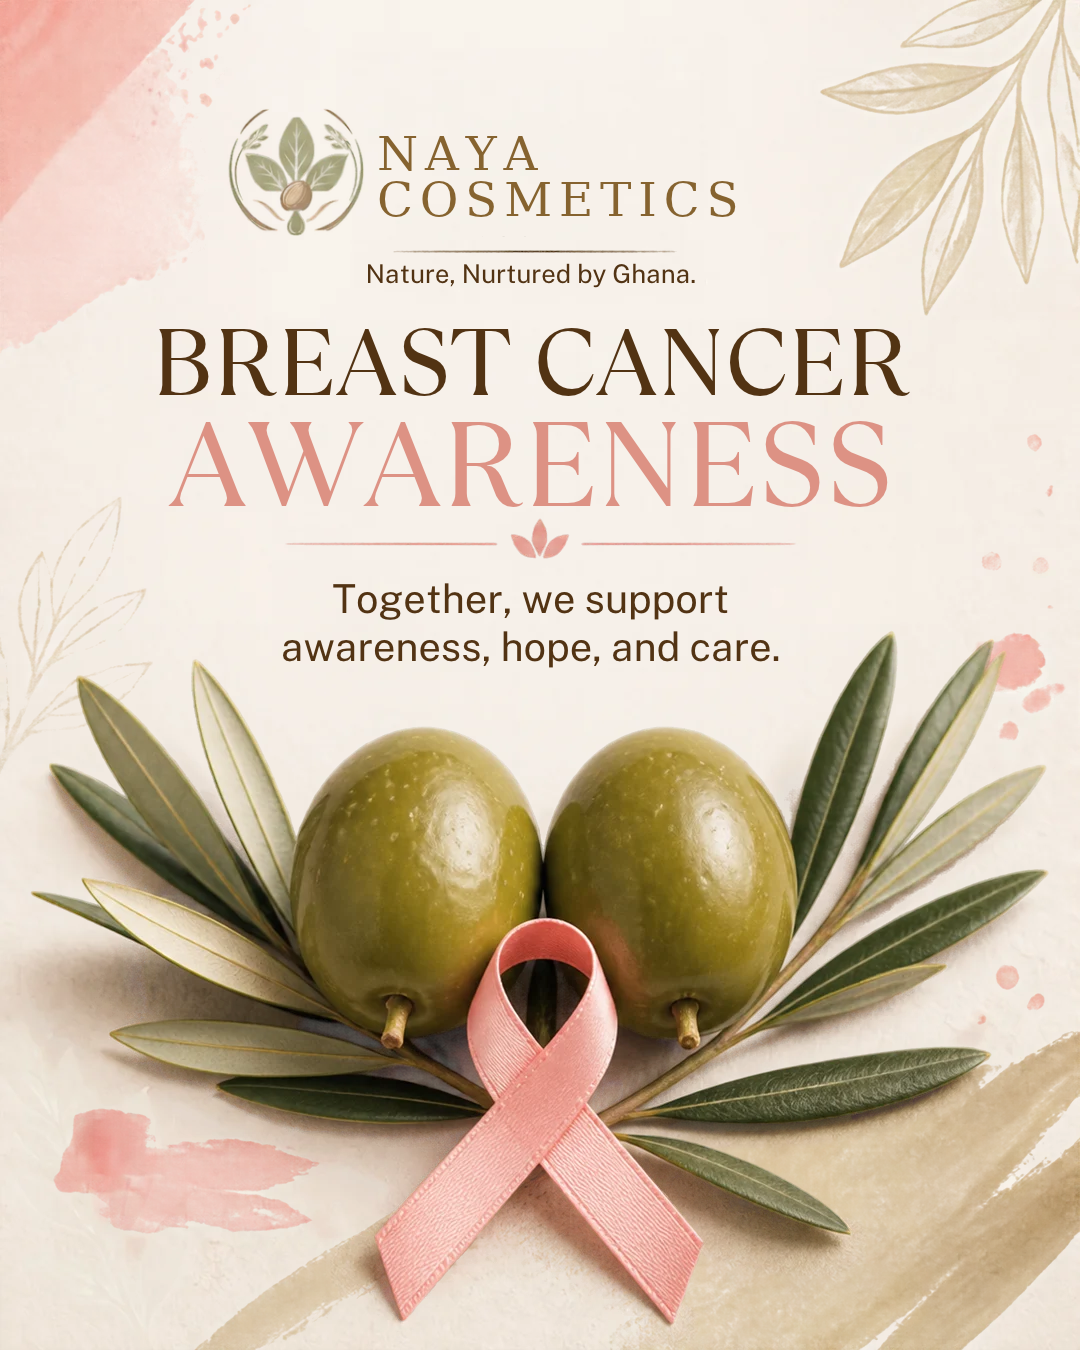 NAYA
COSMETICS
Nature, Nurtured by Ghana.
BREAST CANCER
AWARENESS
Together, we support
awareness, hope, and care.